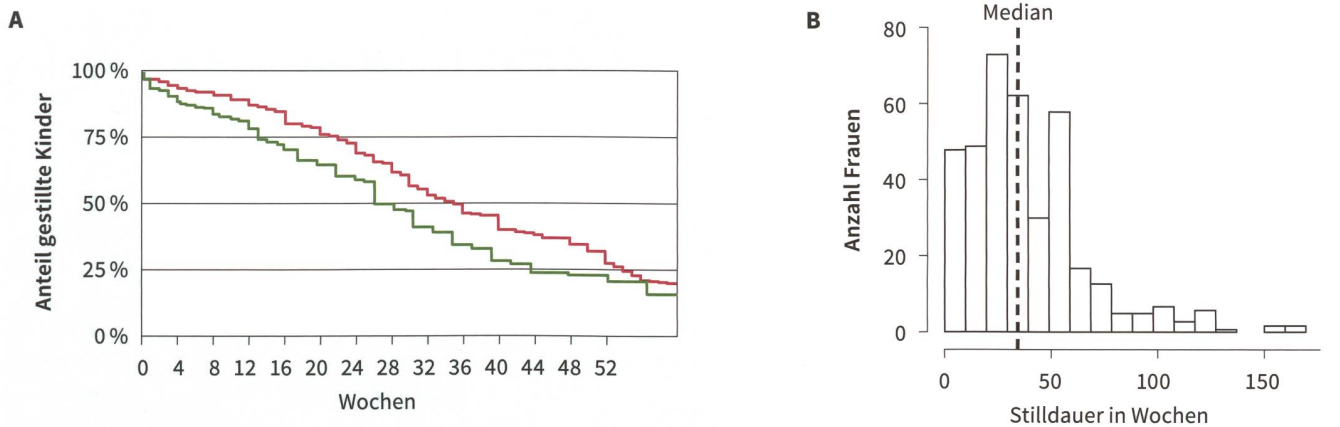 A
100 %
75 %
50 %
25 %
0 %
Anteil gestillte Kinder
0 4 8 12 16 20 24 28 32 36 40 44 48 52
Wochen
B
Median
80
60
40
20
0
Anzahl Frauen
0 50 100 150
Stilldauer in Wochen